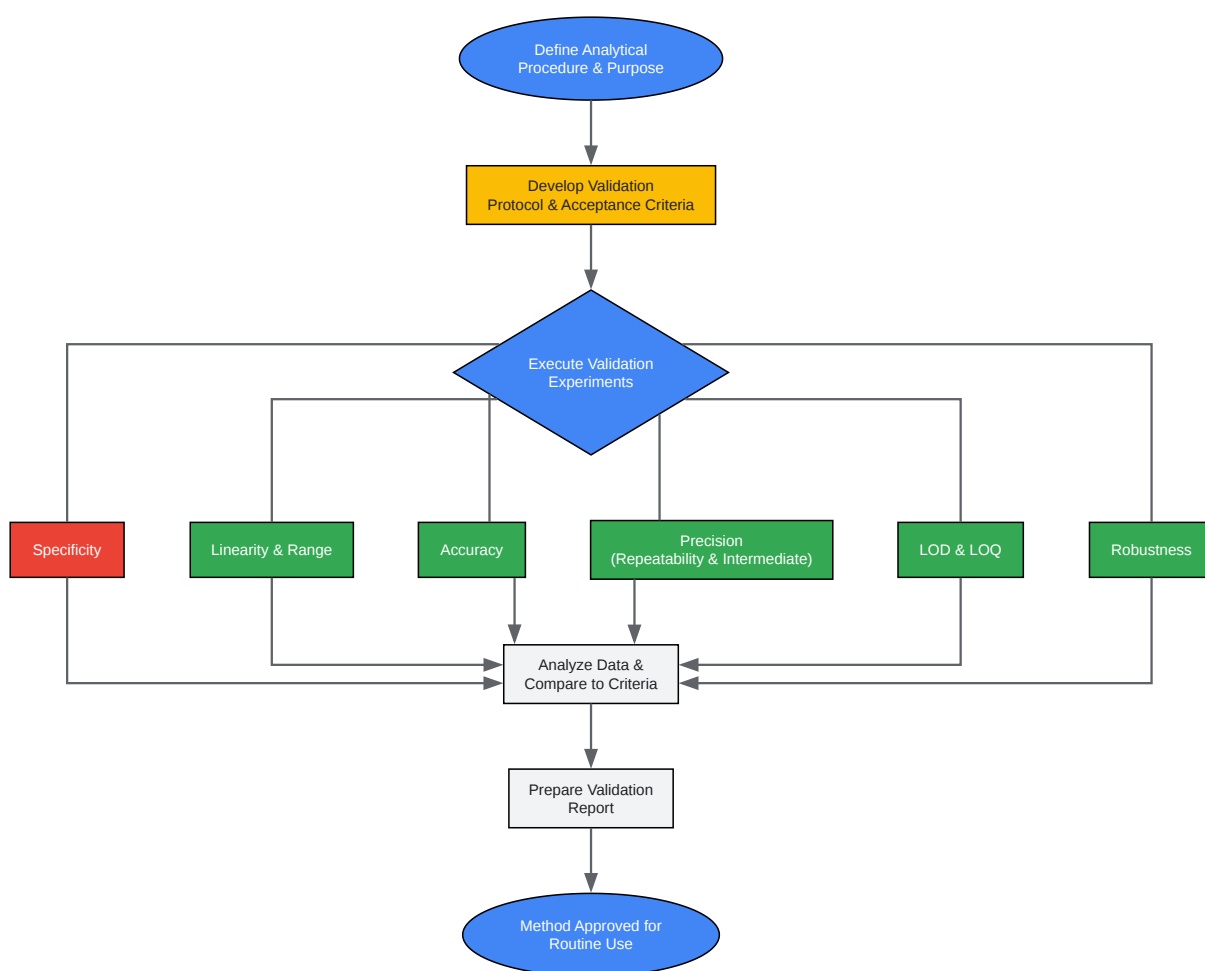 Define Analytical
Procedure & Purpose
Develop Validation
Protocol & Acceptance Criteria
Execute Validation
Experiments
Specificity
Linearity & Range
Accuracy
Precision
(Repeatability & Intermediate)
LOD & LOQ
Robustness
Analyze Data &
Compare to Criteria
Prepare Validation
Report
Method Approved for
Routine Use